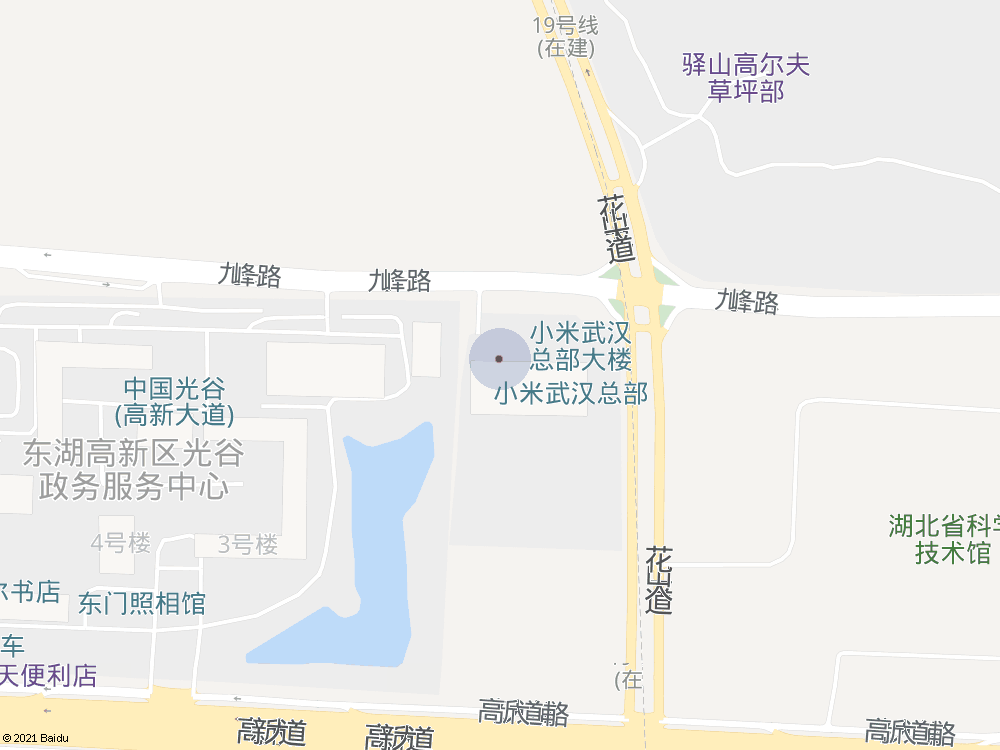 19号线
(在建)
驿山高尔夫
草坪部
花山大道
九峰路
九峰路
九峰路
小米武汉
总部大楼
小米武汉总部
中国光谷
(高新大道)
东湖高新区光谷
政务服务中心
4号楼
3号楼
湖北省科学
技术馆
花山大道
尔书店
东门照相馆
车
天便利店
(在
高新大道辅路
高新大道
高新大道
高新大道辅路
© 2021 Baidu